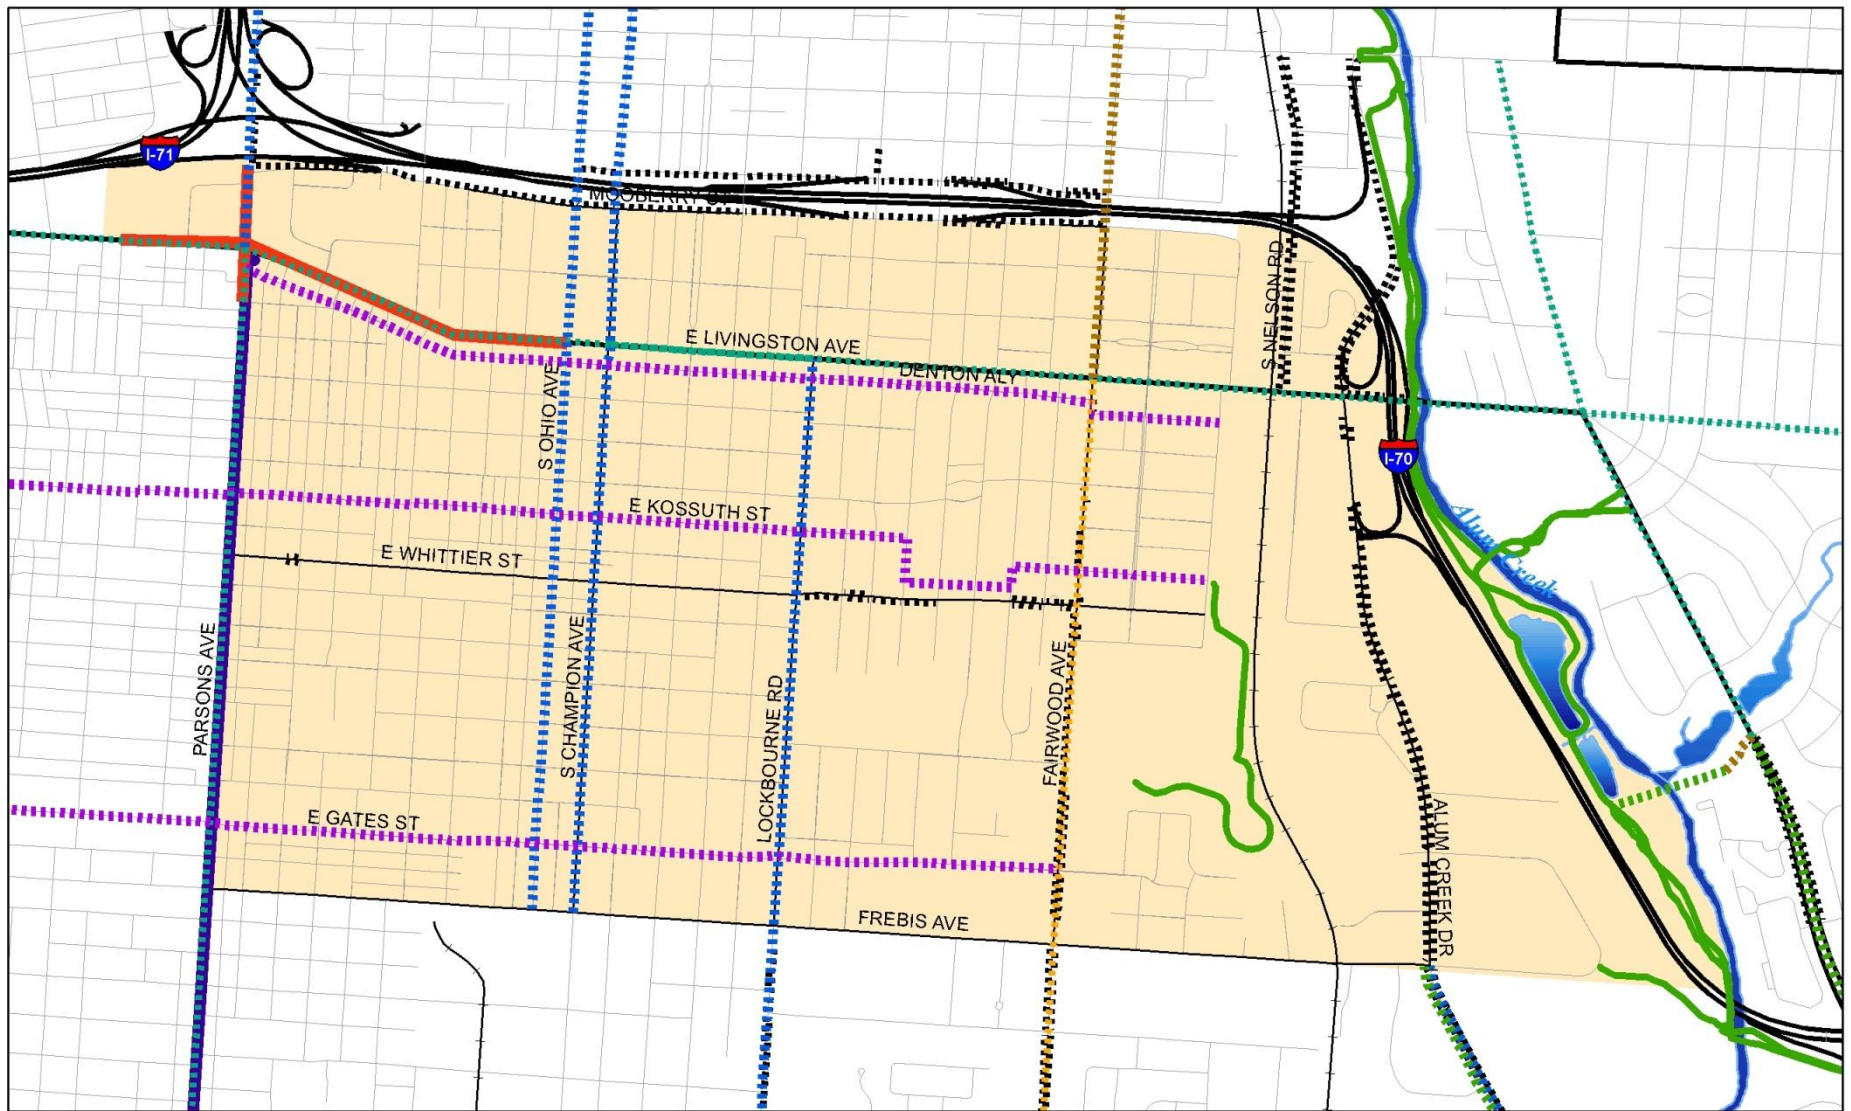 I-71
MOOBERRY ST
S NELSON RD
E LIVINGSTON AVE
DENTON ALY
S OHIO AVE
I-70
E KOSSUTH ST
Alum Creek
E WHITTIER ST
PARSONS AVE
S CHAMPION AVE
LOCKBOURNE RD
FAIRWOOD AVE
E GATES ST
ALUM CREEK DR
FREBIS AVE